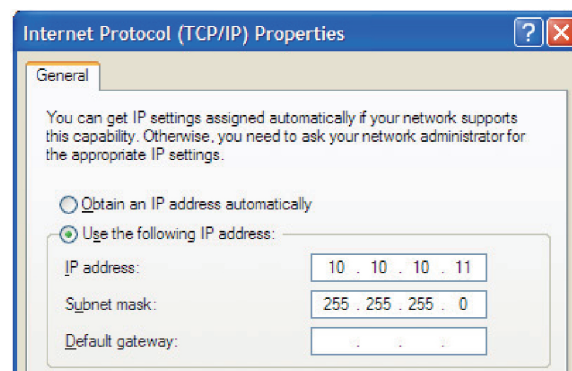 Internet Protocol (TCP/IP) Properties
General
You can get IP settings assigned automatically if your network supports
this capability. Otherwise, you need to ask your network administrator for
the appropriate IP settings.
Obtain an IP address automatically
Use the following IP address:
IP address: 10 . 10 . 10 . 11
Subnet mask: 255 . 255 . 255 . 0
Default gateway: . . .